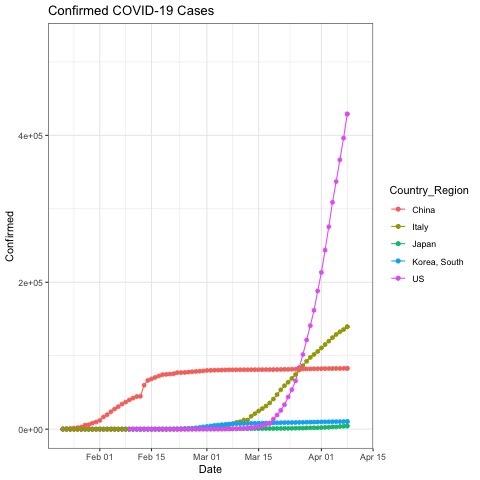 Confirmed COVID-19 Cases
Confirmed
4e+05
2e+05
0e+00
Feb 01
Feb 15
Mar 01
Mar 15
Apr 01
Apr 15
Date
Country_Region
China
Italy
Japan
Korea, South
US